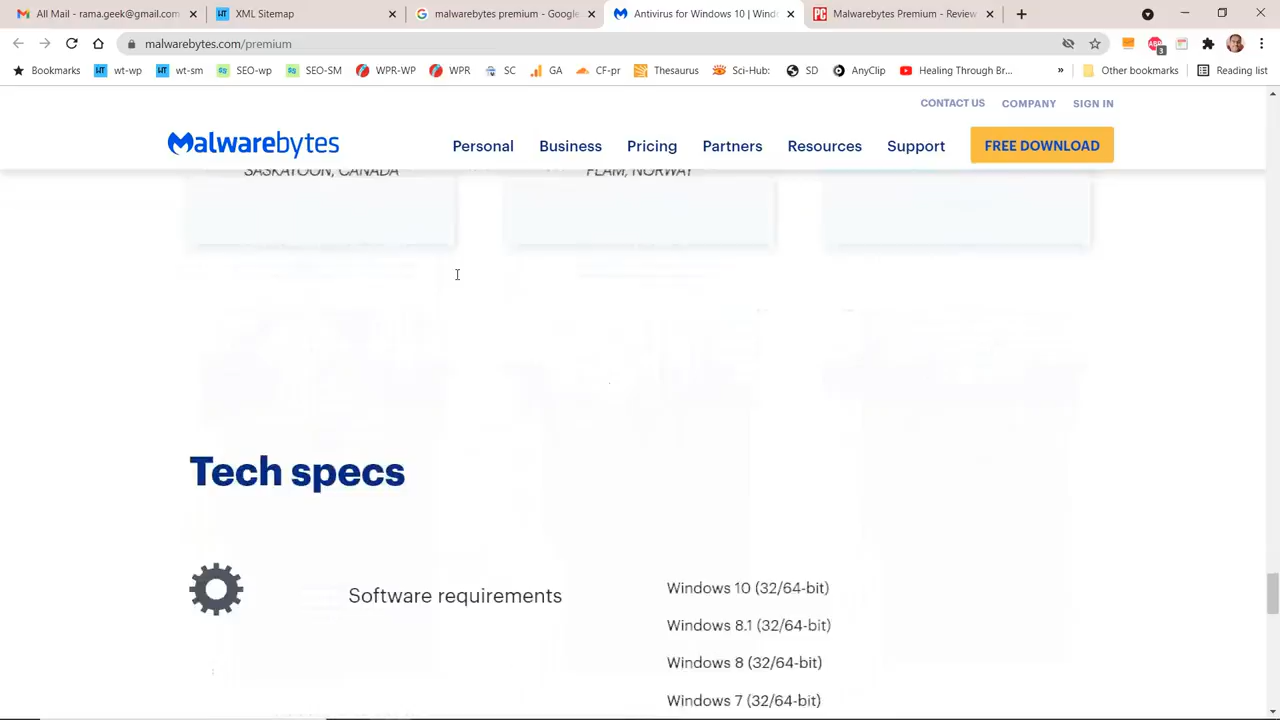 All Mail - rama.geek@gmail.com
XML Sitemap
malwarebytes premium - Google
Antivirus for Windows 10 | Wind
Malwarebytes Premium - Review
malwarebytes.com/premium
3
Bookmarks
wt-wp
wt-sm
SEO-wp
SEO-SM
WPR-WP
WPR
SC
GA
CF-pr
Thesaurus
Sci-Hub:
SD
AnyClip
Healing Through Br...
»
Other bookmarks
Reading list
CONTACT US
COMPANY
SIGN IN
Malwarebytes
Personal
Business
Pricing
Partners
Resources
Support
FREE DOWNLOAD
SASKATOON, CANADA
FLAM, NORWAY
Tech specs
Software requirements
Windows 10 (32/64-bit)
Windows 8.1 (32/64-bit)
Windows 8 (32/64-bit)
Windows 7 (32/64-bit)